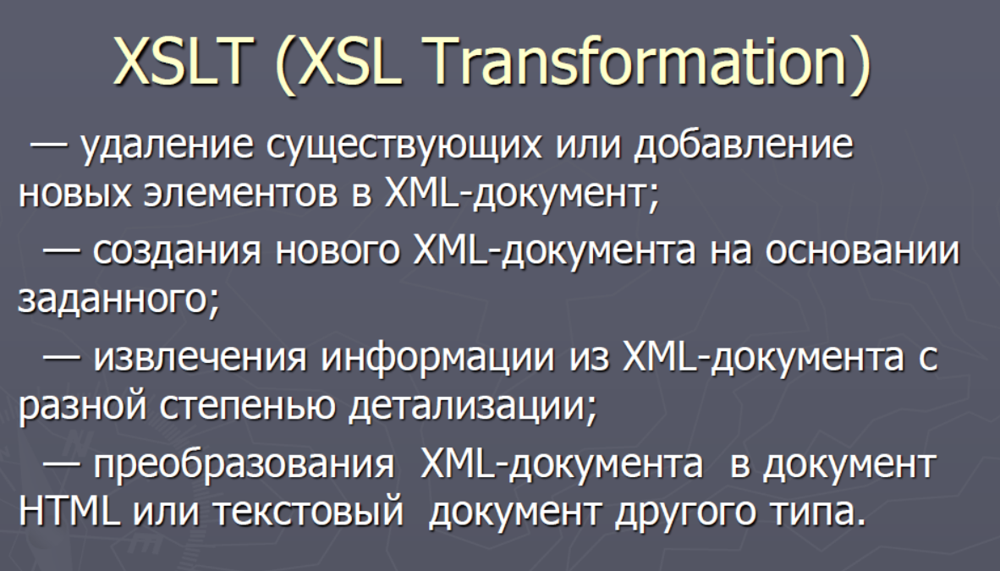 XSLT (XSL Transformation)
— удаление существующих или добавление
новых элементов в XML-документ;
— создания нового XML-документа на основании
заданного;
— извлечения информации из XML-документа с
разной степенью детализации;
— преобразования XML-документа в документ
HTML или текстовый документ другого типа.
N
E